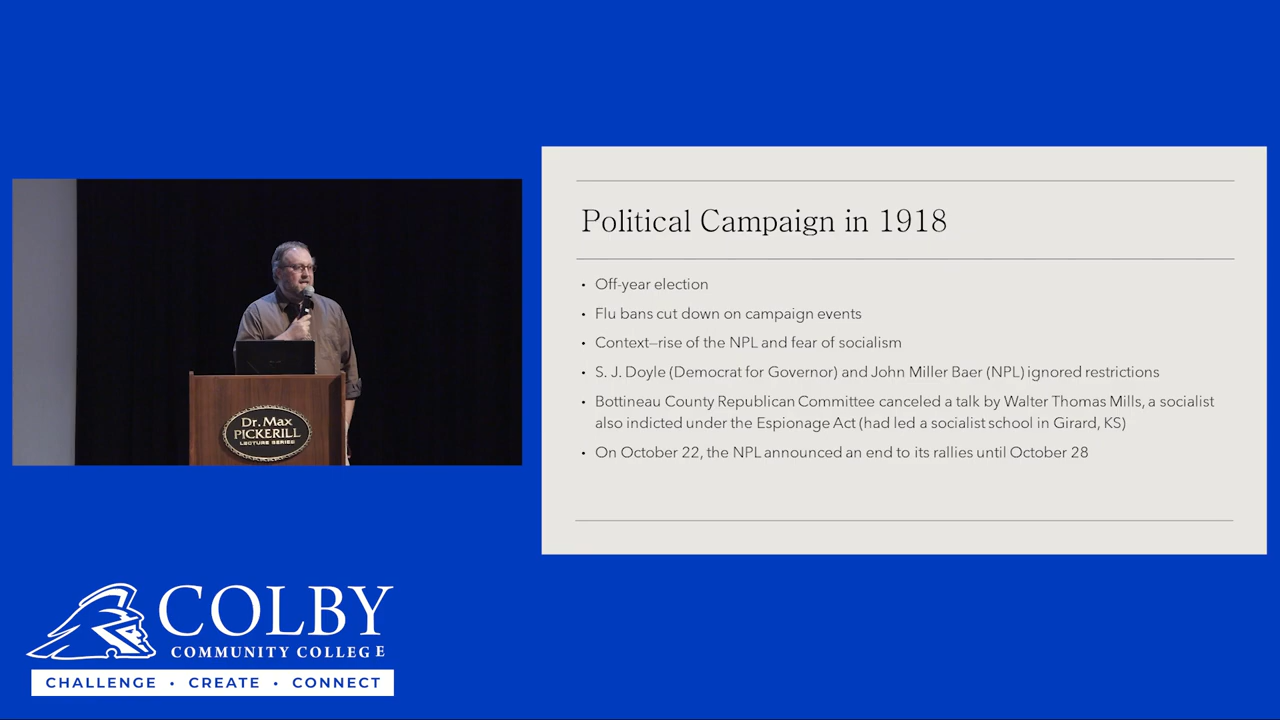 Political Campaign in 1918
• Off-year election
• Flu bans cut down on campaign events
• Context–rise of the NPL and fear of socialism
• S. J. Doyle (Democrat for Governor) and John Miller Baer (NPL) ignored restrictions
• Bottineau County Republican Committee canceled a talk by Walter Thomas Mills, a socialist
also indicted under the Espionage Act (had led a socialist school in Girard, KS)
• On October 22, the NPL announced an end to its rallies until October 28
Dr. Max
PICKERILL
LECTURE SERIES
COLBY
COMMUNITY COLLEGE
CHALLENGE • CREATE • CONNECT